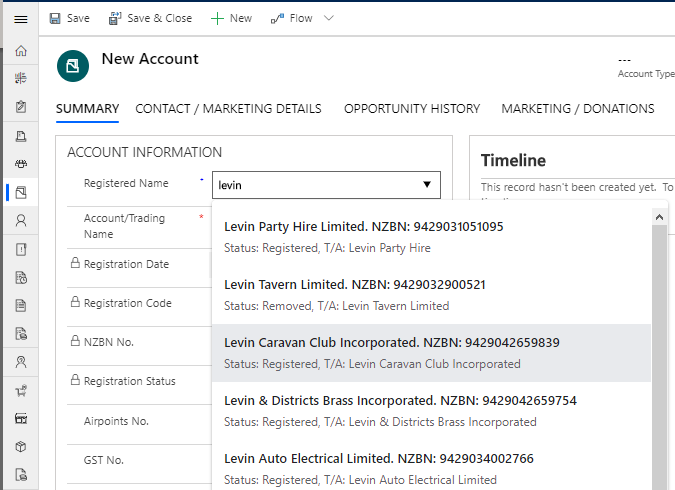 Save
Save & Close
New
Flow
New Account
---
Account Type
SUMMARY
CONTACT / MARKETING DETAILS
OPPORTUNITY HISTORY
MARKETING / DONATIONS
ACCOUNT INFORMATION
Registered Name
levin
Account/Trading
Name
*
Registration Date
Registration Code
NZBN No.
Registration Status
Airpoints No.
GST No.
Levin Party Hire Limited. NZBN: 9429031051095
Status: Registered, T/A: Levin Party Hire
Levin Tavern Limited. NZBN: 9429032900521
Status: Removed, T/A: Levin Tavern Limited
Levin Caravan Club Incorporated. NZBN: 9429042659839
Status: Registered, T/A: Levin Caravan Club Incorporated
Levin & Districts Brass Incorporated. NZBN: 9429042659754
Status: Registered, T/A: Levin & Districts Brass Incorporated
Levin Auto Electrical Limited. NZBN: 9429034002766
Status: Registered, T/A: Levin Auto Electrical Limited
Timeline
This record hasn't been created yet. To